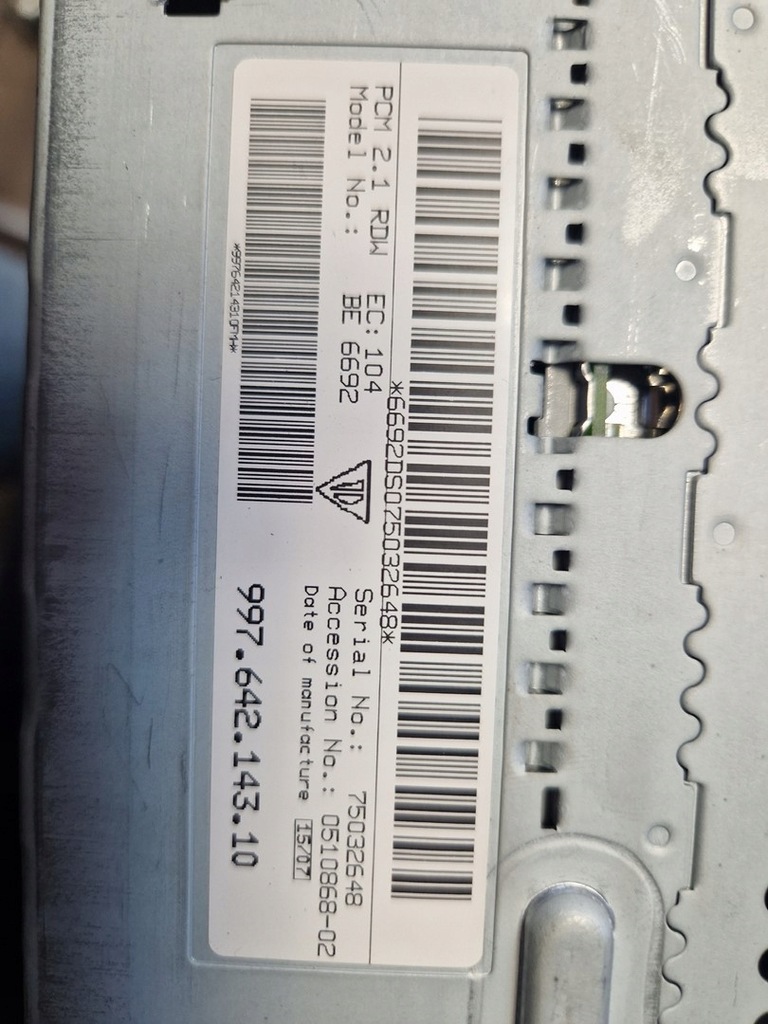 *6692DS075032648*
PCM 2.1 RDW EC: 104
Model No.: BE 6692
Serial No.: 75032648
Accession No.: 0510868-02
Date of manufacture 15/07
997.642.143.10